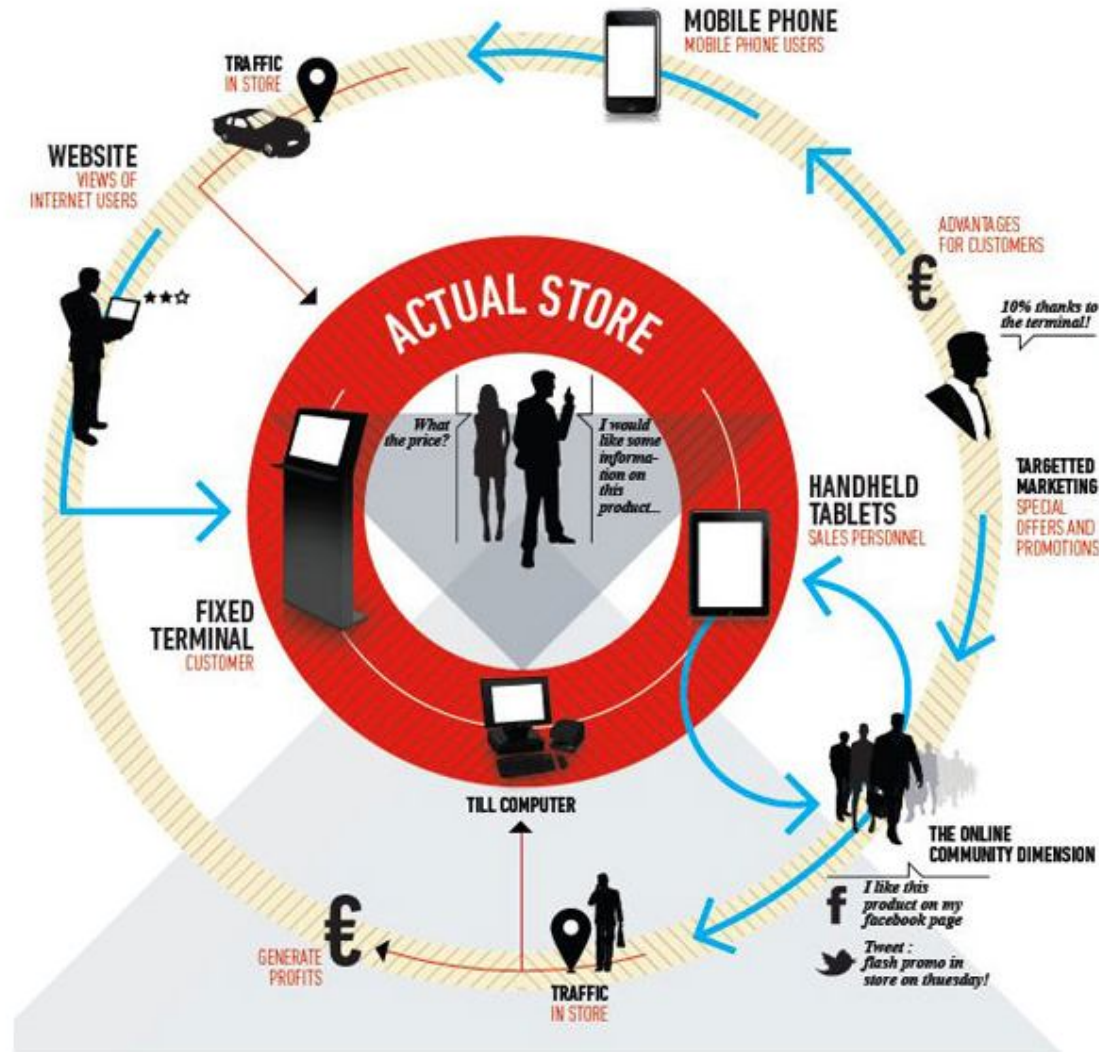 MOBILE PHONE
MOBILE PHONE USERS
TRAFFIC
IN STORE
WEBSITE
VIEWS OF
INTERNET USERS
ADVANTAGES
FOR CUSTOMERS
€
10% thanks to
the terminal!
ACTUAL STORE
What
the price?
I would
like some
informa-
tion on
this
product...
HANDHELD
TABLETS
SALES PERSONNEL
TARGETTED
MARKETING
SPECIAL
OFFERS AND
PROMOTIONS
FIXED
TERMINAL
CUSTOMER
TILL COMPUTER
THE ONLINE
COMMUNITY DIMENSION
f
I like this
product on my
facebook page
Tweet :
flash promo in
store on thuesday!
€
GENERATE
PROFITS
TRAFFIC
IN STORE